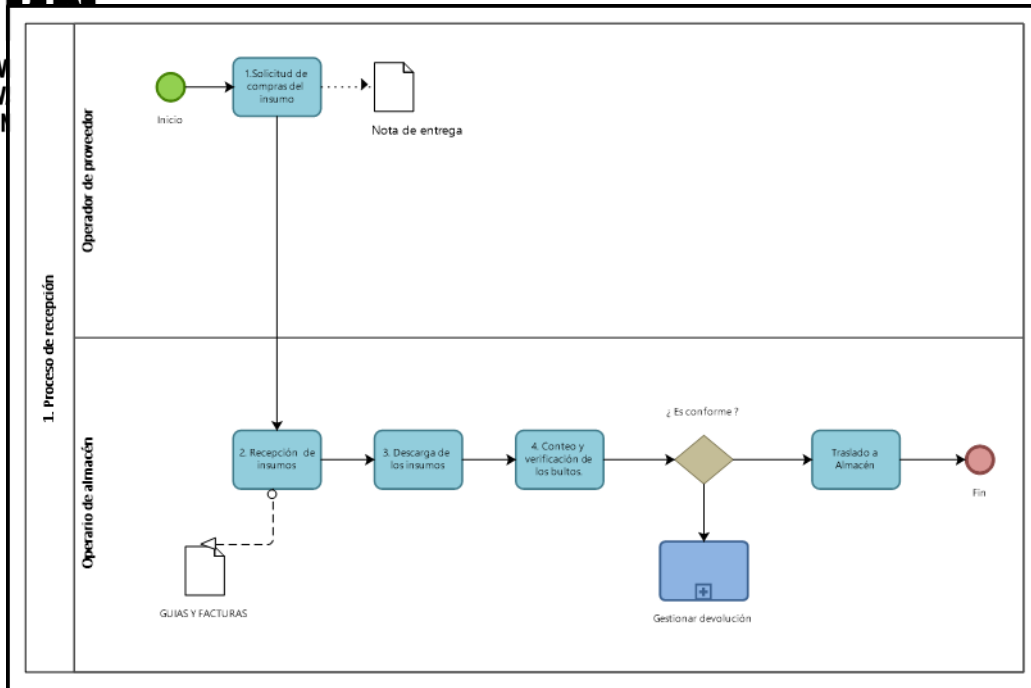 1. Proceso de recepción
Operador de proveedor
Inicio
1.Solicitud de
compras del
insumo
Nota de entrega
Operario de almacén
2. Recepción de
insumos
3. Descarga de
los insumos
4. Conteo y
verificación de
los bultos.
¿ Es conforme ?
Traslado a
Almacén
Fin
GUIAS Y FACTURAS
Gestionar devolución